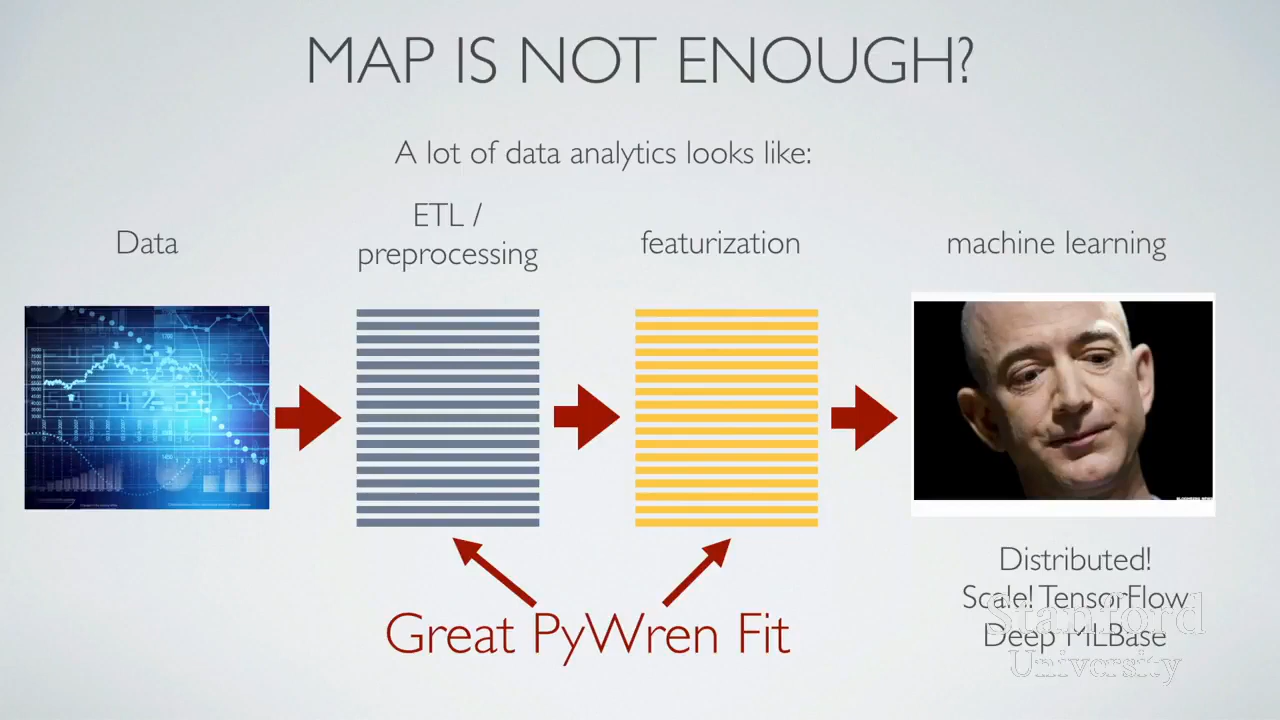 MAP IS NOT ENOUGH?
A lot of data analytics looks like:
Data
ETL /
preprocessing
featurization
machine learning
Great PyWren Fit
Distributed!
Scale! TensorFlow
Deep MLBase
Stanford
University